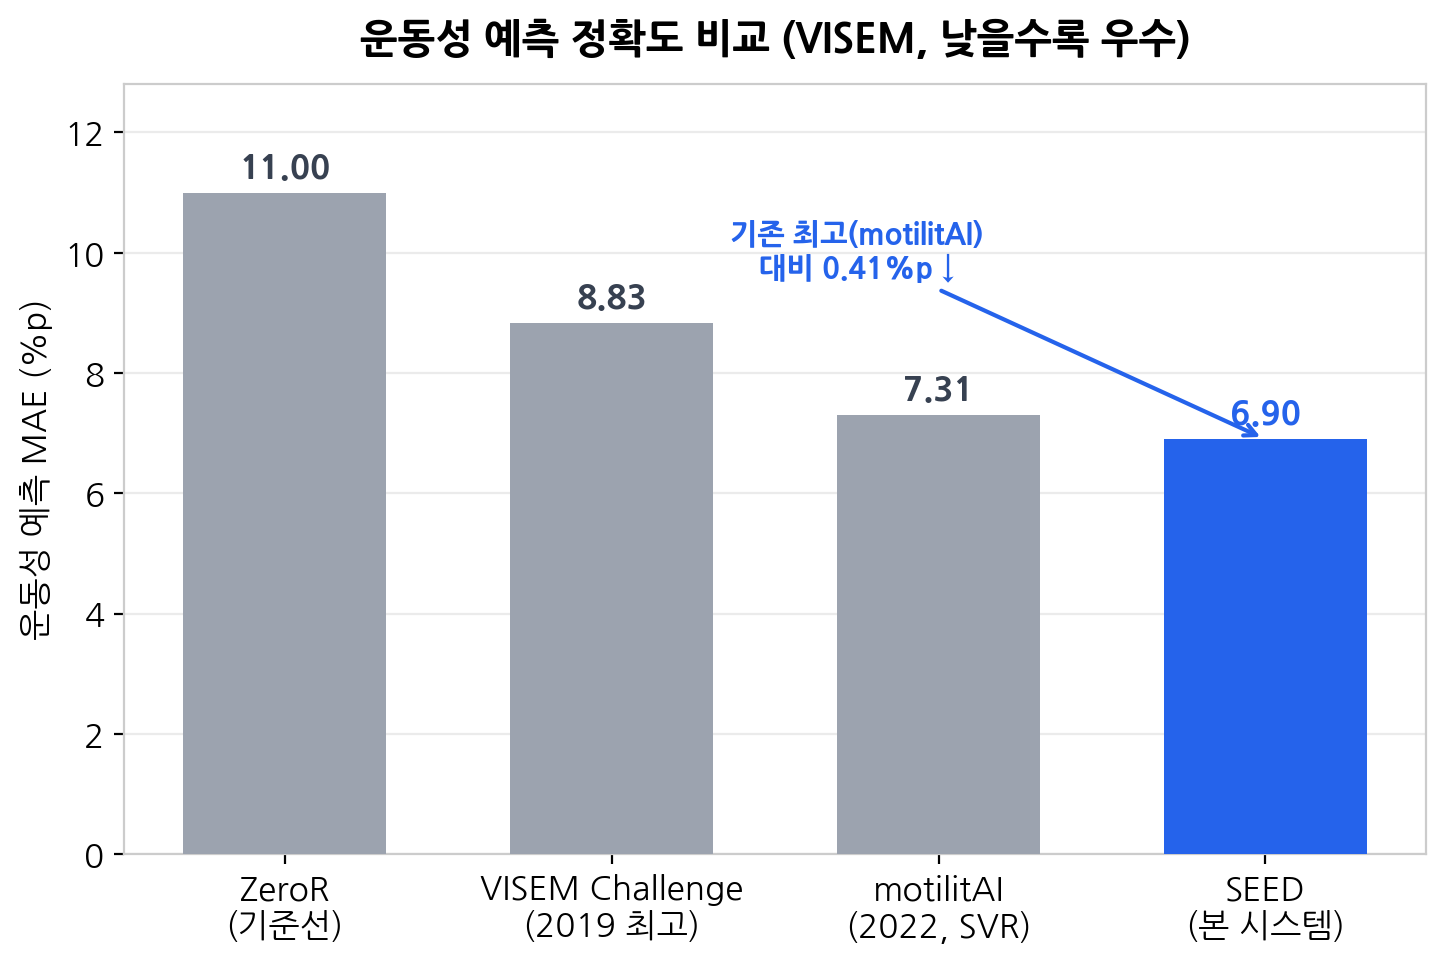 운동성 예측 정확도 비교 (VISEM, 낮을수록 우수)
운동성 예측 MAE (%p)
12
10
8
6
4
2
0
11.00
8.83
기존 최고(motilitAI)
대비 0.41%p ↓
7.31
6.90
ZeroR
(기준선)
VISEM Challenge
(2019 최고)
motilitAI
(2022, SVR)
SEED
(본 시스템)